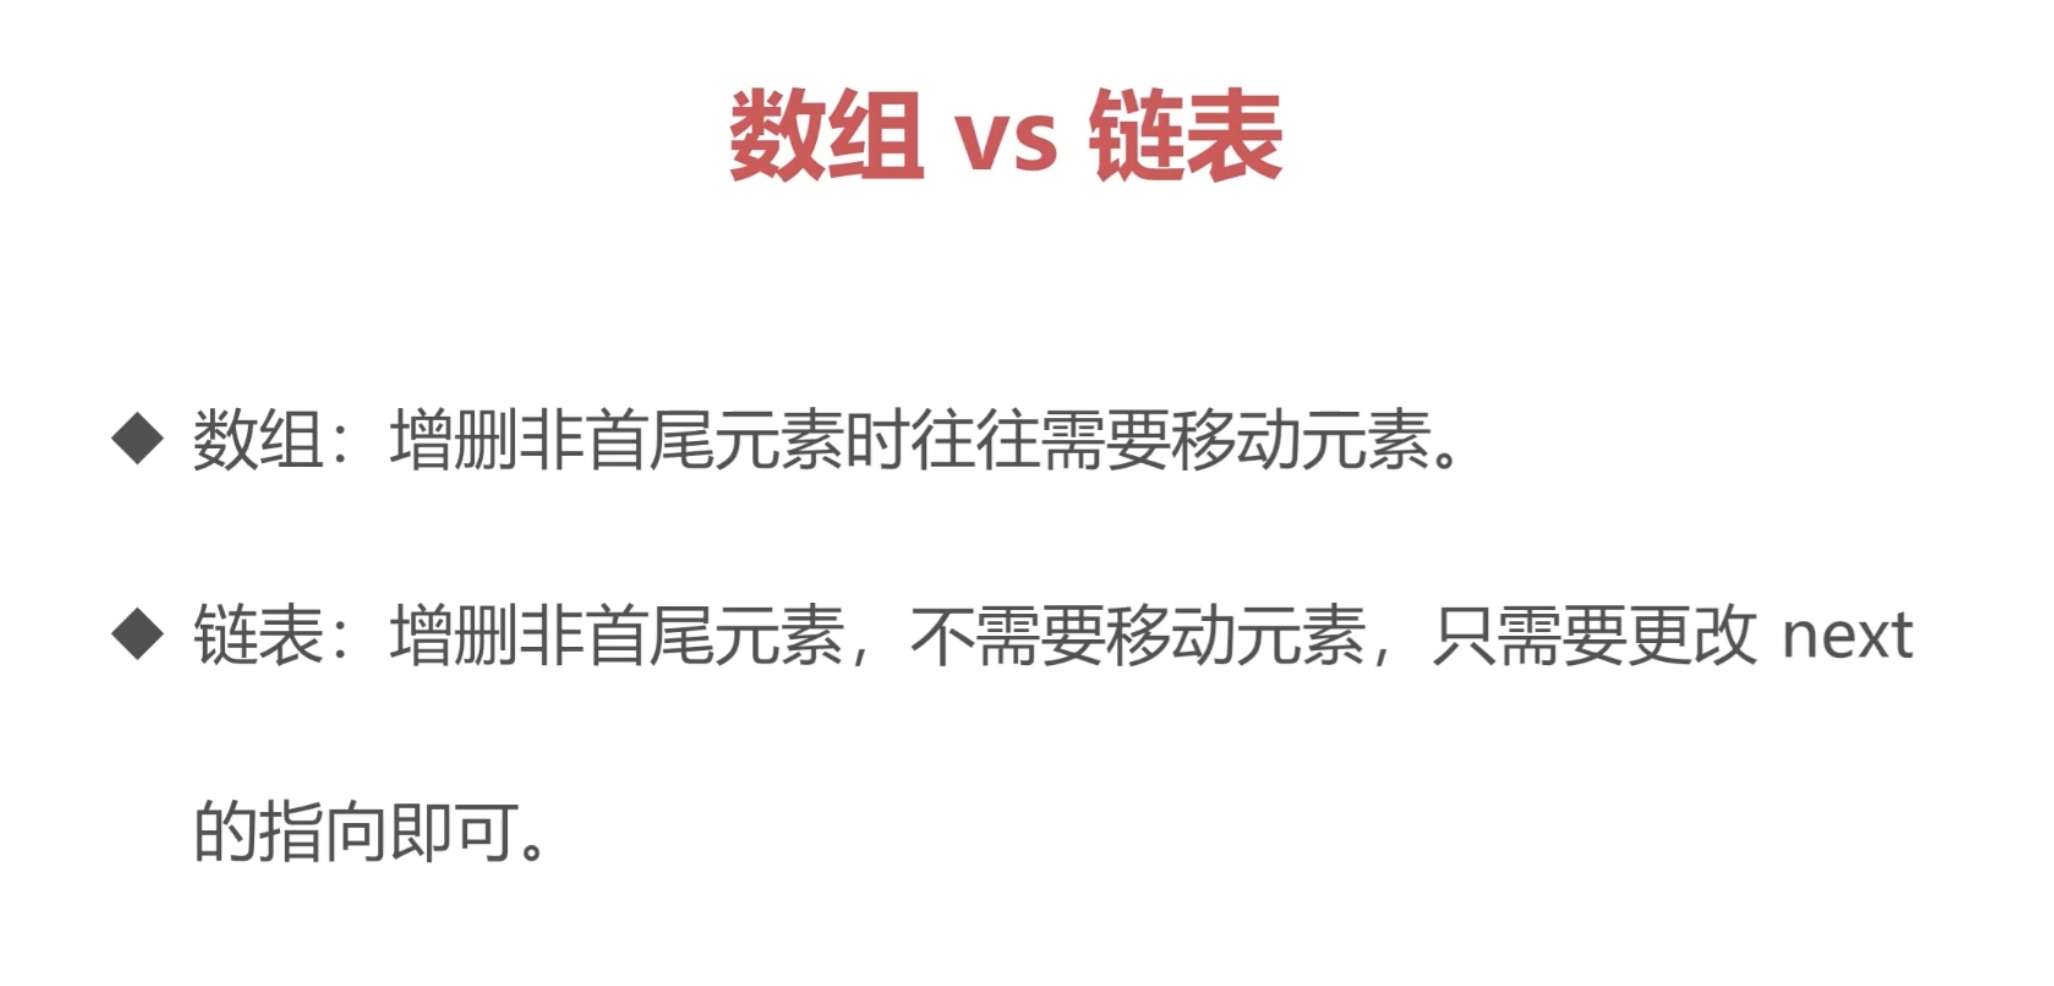 数组 vs 链表
◆ 数组：增删非首尾元素时往往需要移动元素。
◆ 链表：增删非首尾元素，不需要移动元素，只需要更改 next
的指向即可。